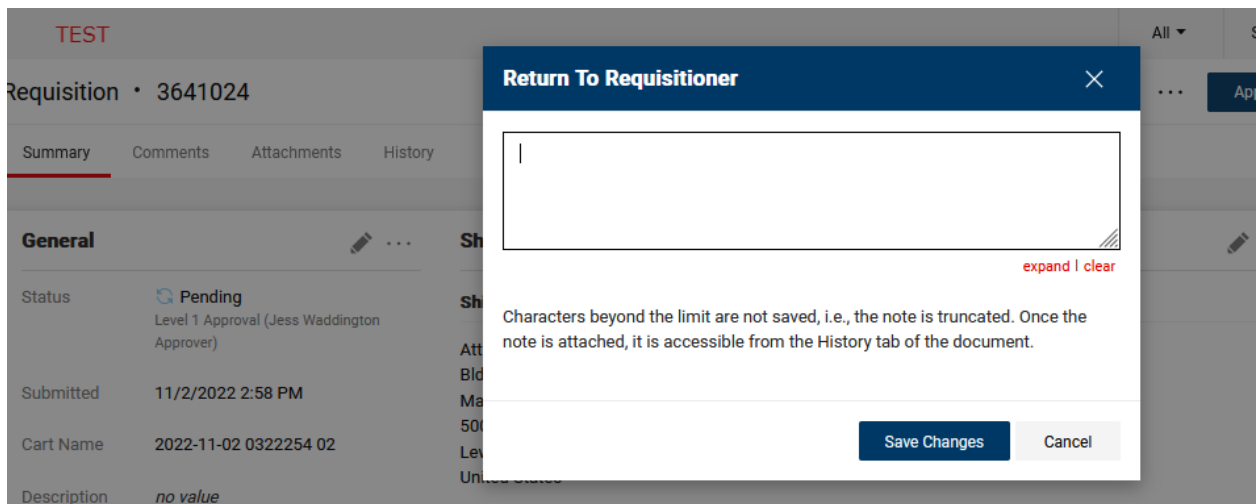 TEST
All
Requisition • 3641024
...
Summary Comments Attachments History
General
...
Status
Pending
Level 1 Approval (Jess Waddington
Approver)
Submitted
11/2/2022 2:58 PM
Cart Name
2022-11-02 0322254 02
Description
no value
United States
Return To Requisitioner
expand | clear
Characters beyond the limit are not saved, i.e., the note is truncated. Once the
note is attached, it is accessible from the History tab of the document.
Save Changes
Cancel